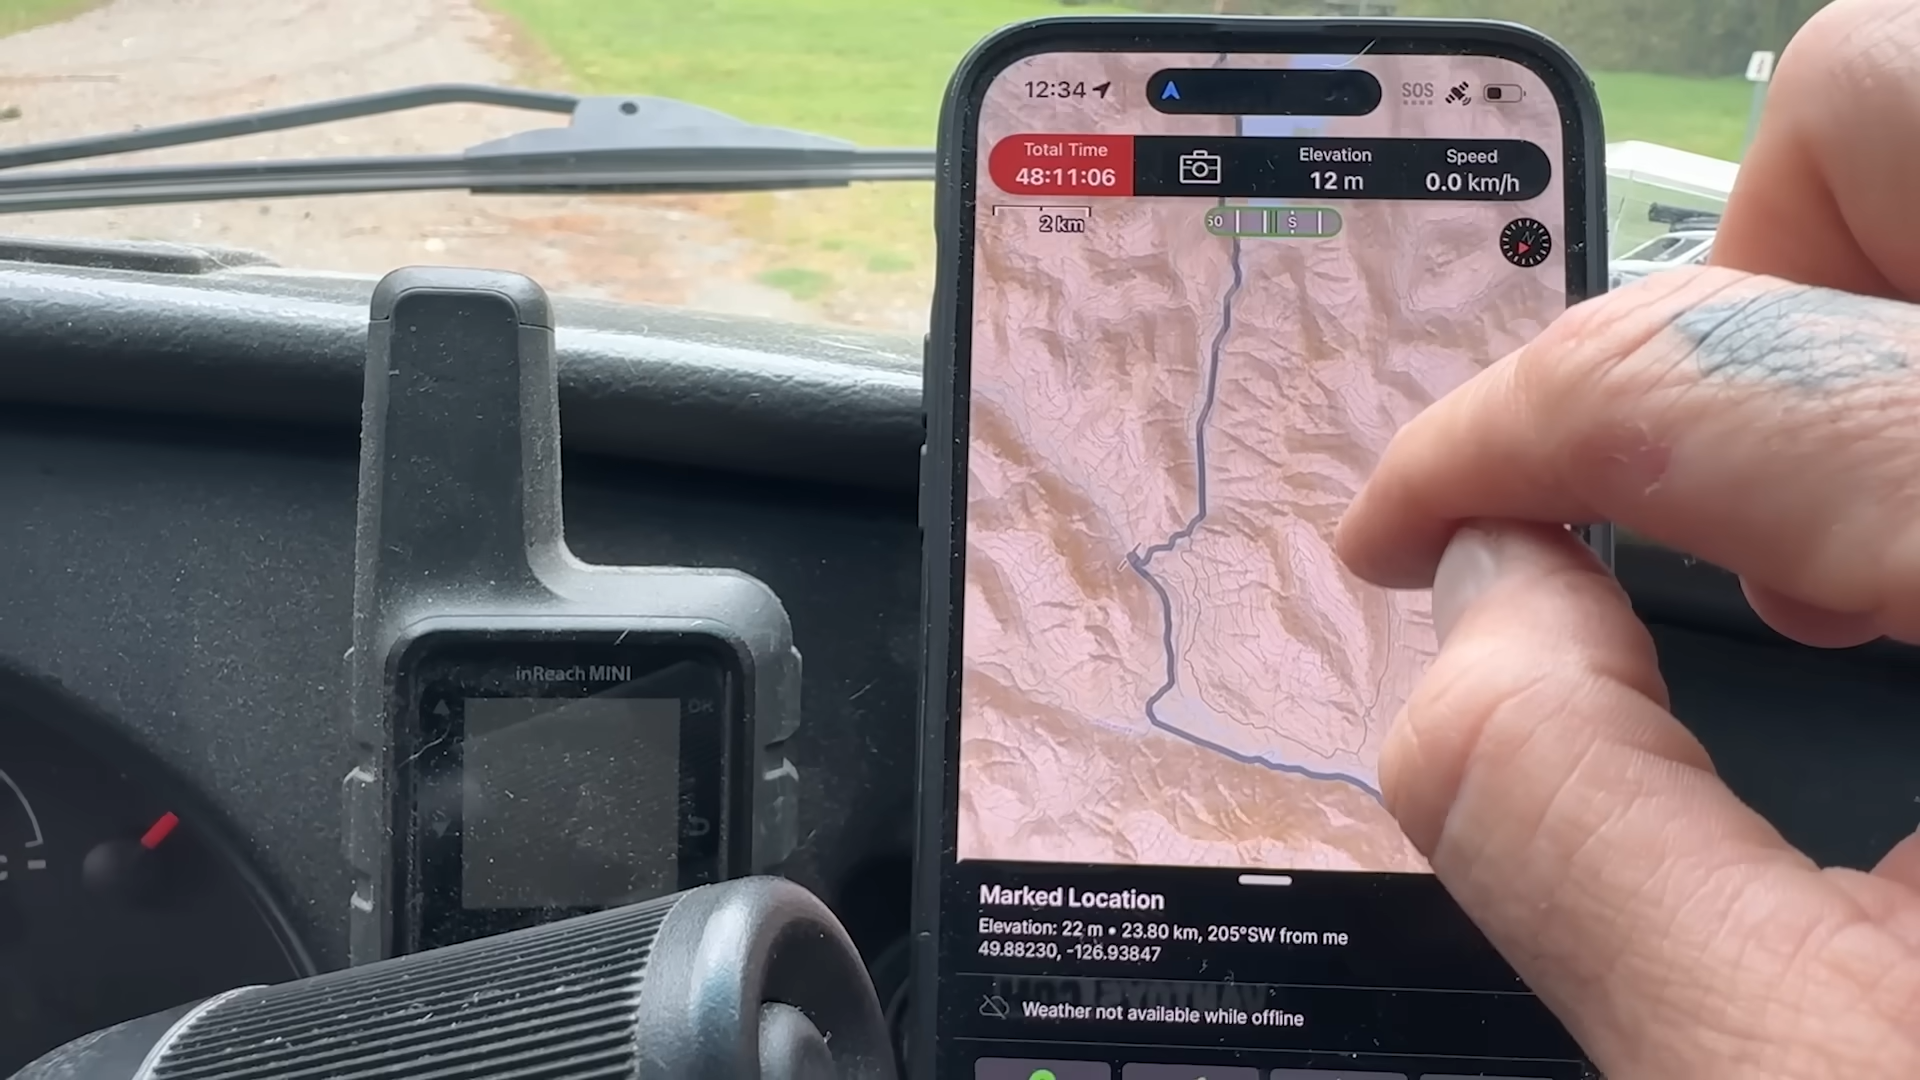 12:34
SOS
Total Time
48:11:06
Elevation
12 m
Speed
0.0 km/h
2 km
S
N
inReach MINI
OK
Marked Location
Elevation: 22 m • 23.80 km, 205°SW from me
49.88230, -126.93847
Weather not available while offline